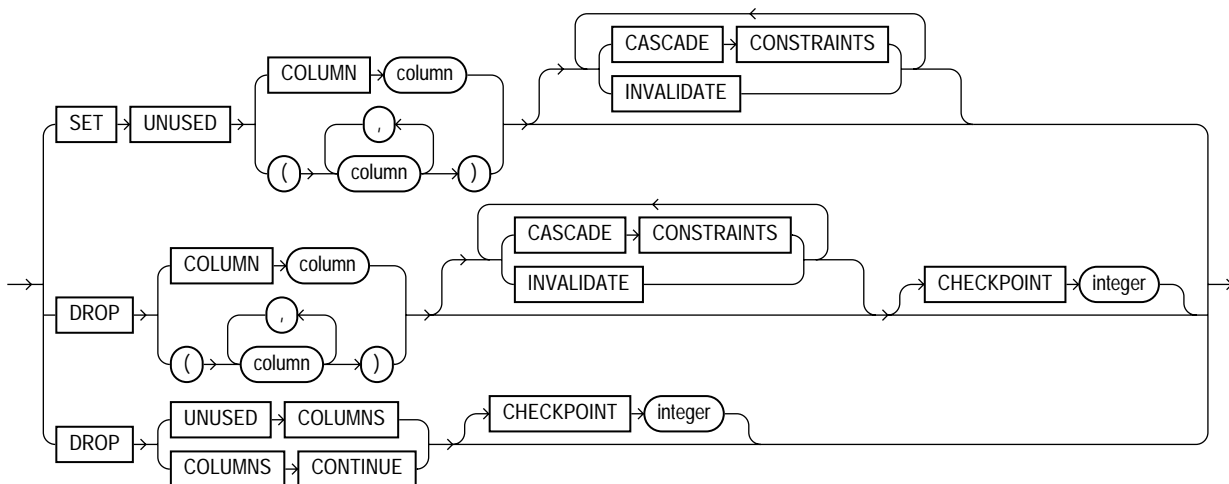 CASCADE CONSTRAINTS
COLUMN column
INVALIDATE
SET UNUSED
,
( column )
CASCADE CONSTRAINTS
COLUMN column
INVALIDATE
CHECKPOINT integer
DROP
,
( column )
UNUSED COLUMNS
CHECKPOINT integer
DROP
COLUMNS CONTINUE